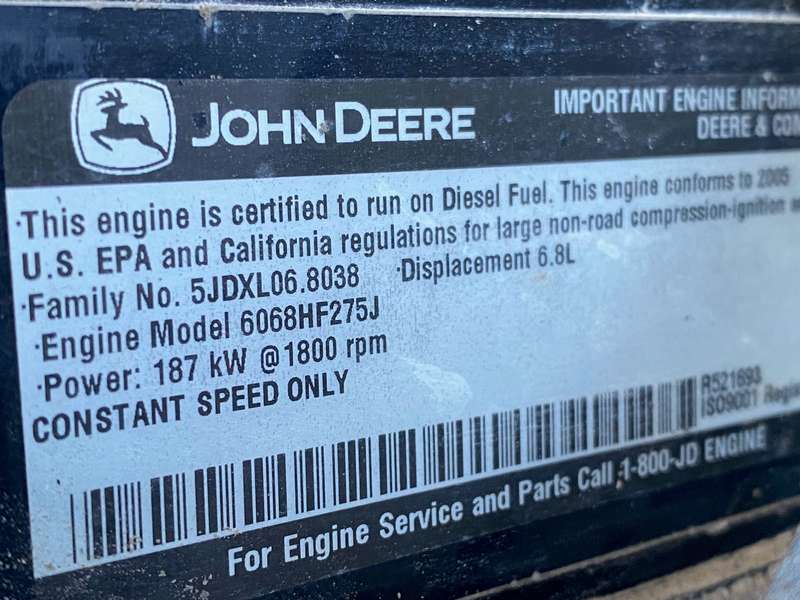 JOHN DEERE
IMPORTANT ENGINE INFORM
DEERE & COM
·This engine is certified to run on Diesel Fuel. This engine conforms to 2005
U.S. EPA and California regulations for large non-road compression-ignition
·Family No. 5JDXL06.8038 ·Displacement 6.8L
·Engine Model 6068HF275J
·Power: 187 kW @1800 rpm
CONSTANT SPEED ONLY
R521693
ISO9001 Regis
For Engine Service and Parts Call 1-800-JD ENGINE